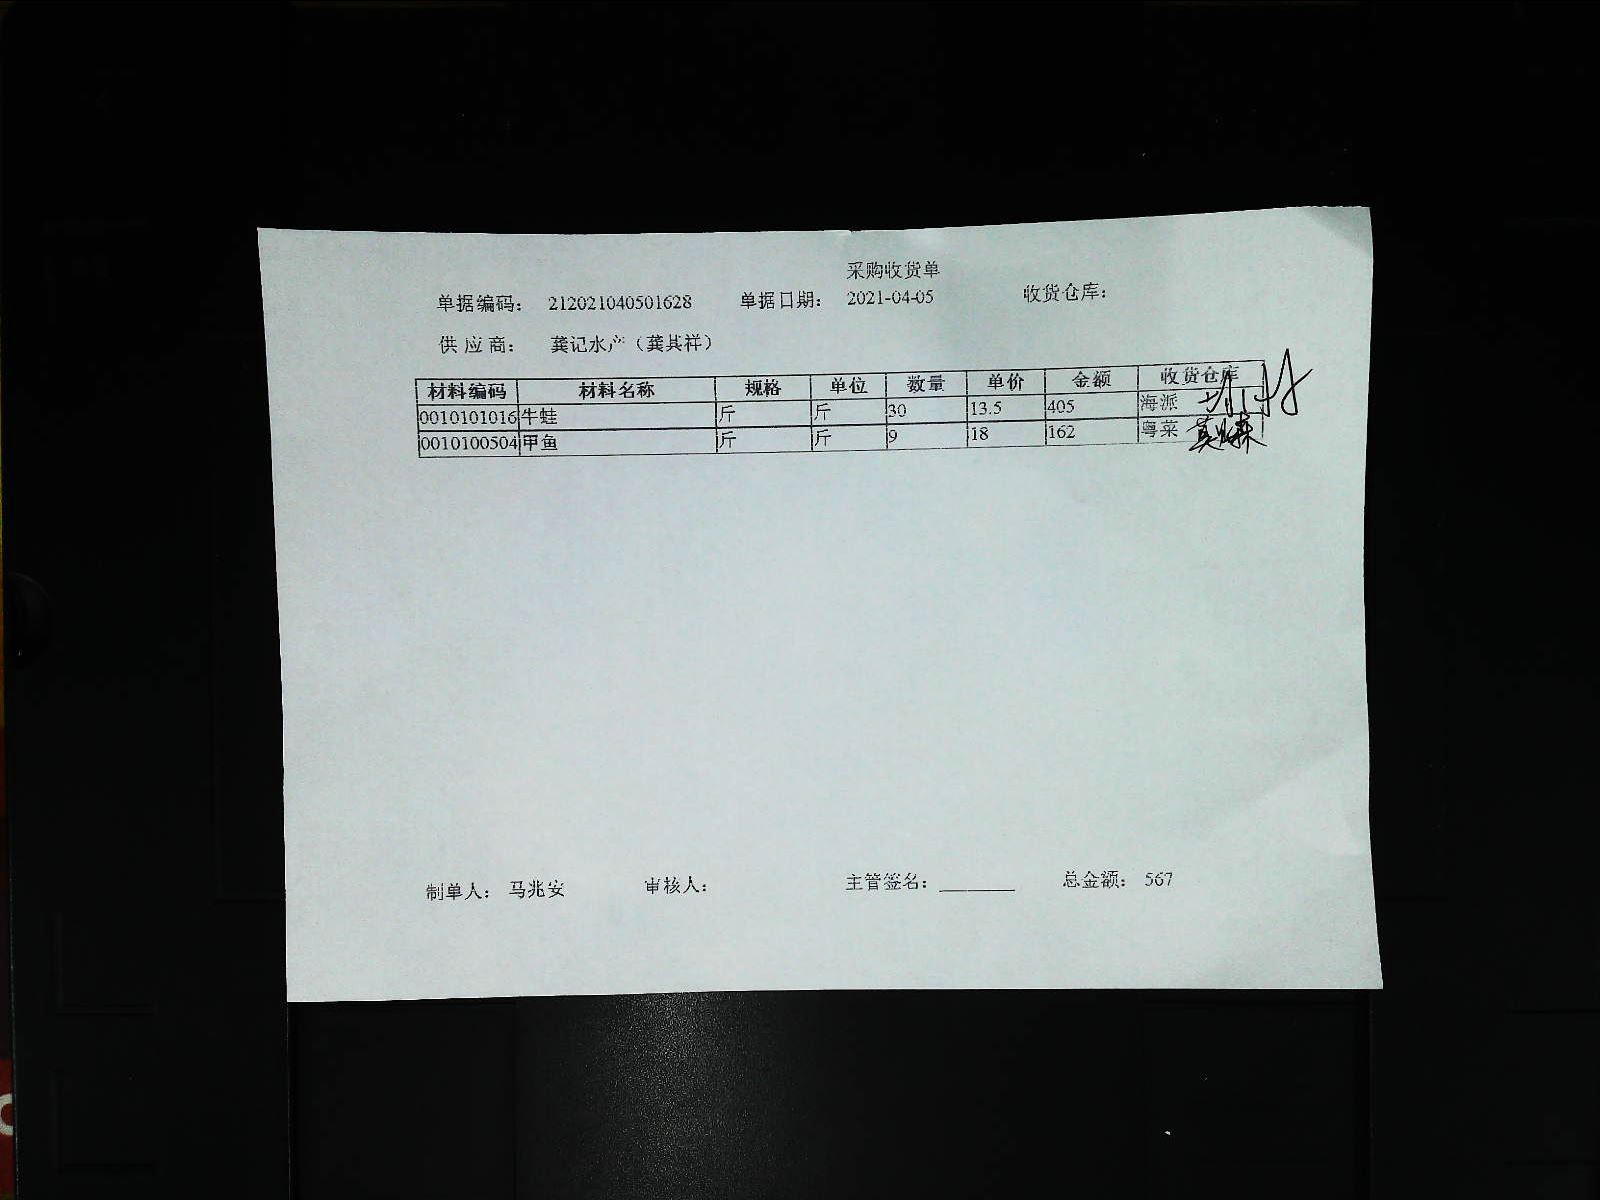 采购收货单
单据编码： 212021040501628 单据日期： 2021-04-05 收货仓库：
供 应 商： 龚记水产（龚其祥）
材料编码 材料名称 规格 单位 数量 单价 金额 收货仓库
0010101016 牛蛙 斤 斤 30 13.5 405 海派
0010100504 甲鱼 斤 斤 9 18 162 粤菜
制单人： 马兆安 审核人： 主管签名：________ 总金额： 567